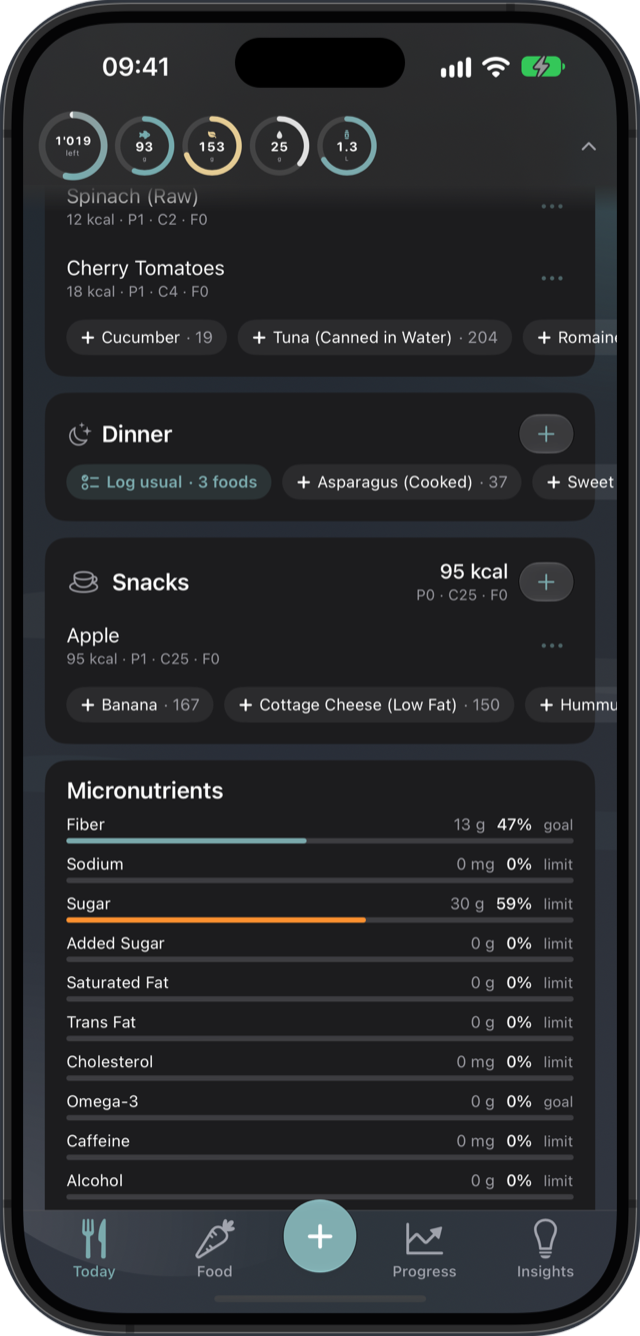 09:41
1'019
left
93
g
153
g
25
g
1.3
L
Spinach (Raw)
12 kcal · P1 · C2 · F0
Cherry Tomatoes
18 kcal · P1 · C4 · F0
+ Cucumber · 19 + Tuna (Canned in Water) · 204 + Romain
Dinner
Log usual · 3 foods + Asparagus (Cooked) · 37 + Sweet
Snacks 95 kcal
P0 · C25 · F0
Apple
95 kcal · P1 · C25 · F0
+ Banana · 167 + Cottage Cheese (Low Fat) · 150 + Hummu
Micronutrients
Fiber 13 g 47% goal
Sodium 0 mg 0% limit
Sugar 30 g 59% limit
Added Sugar 0 g 0% limit
Saturated Fat 0 g 0% limit
Trans Fat 0 g 0% limit
Cholesterol 0 mg 0% limit
Omega-3 0 g 0% goal
Caffeine 0 mg 0% limit
Alcohol 0 g 0% limit
Today Food + Progress Insights